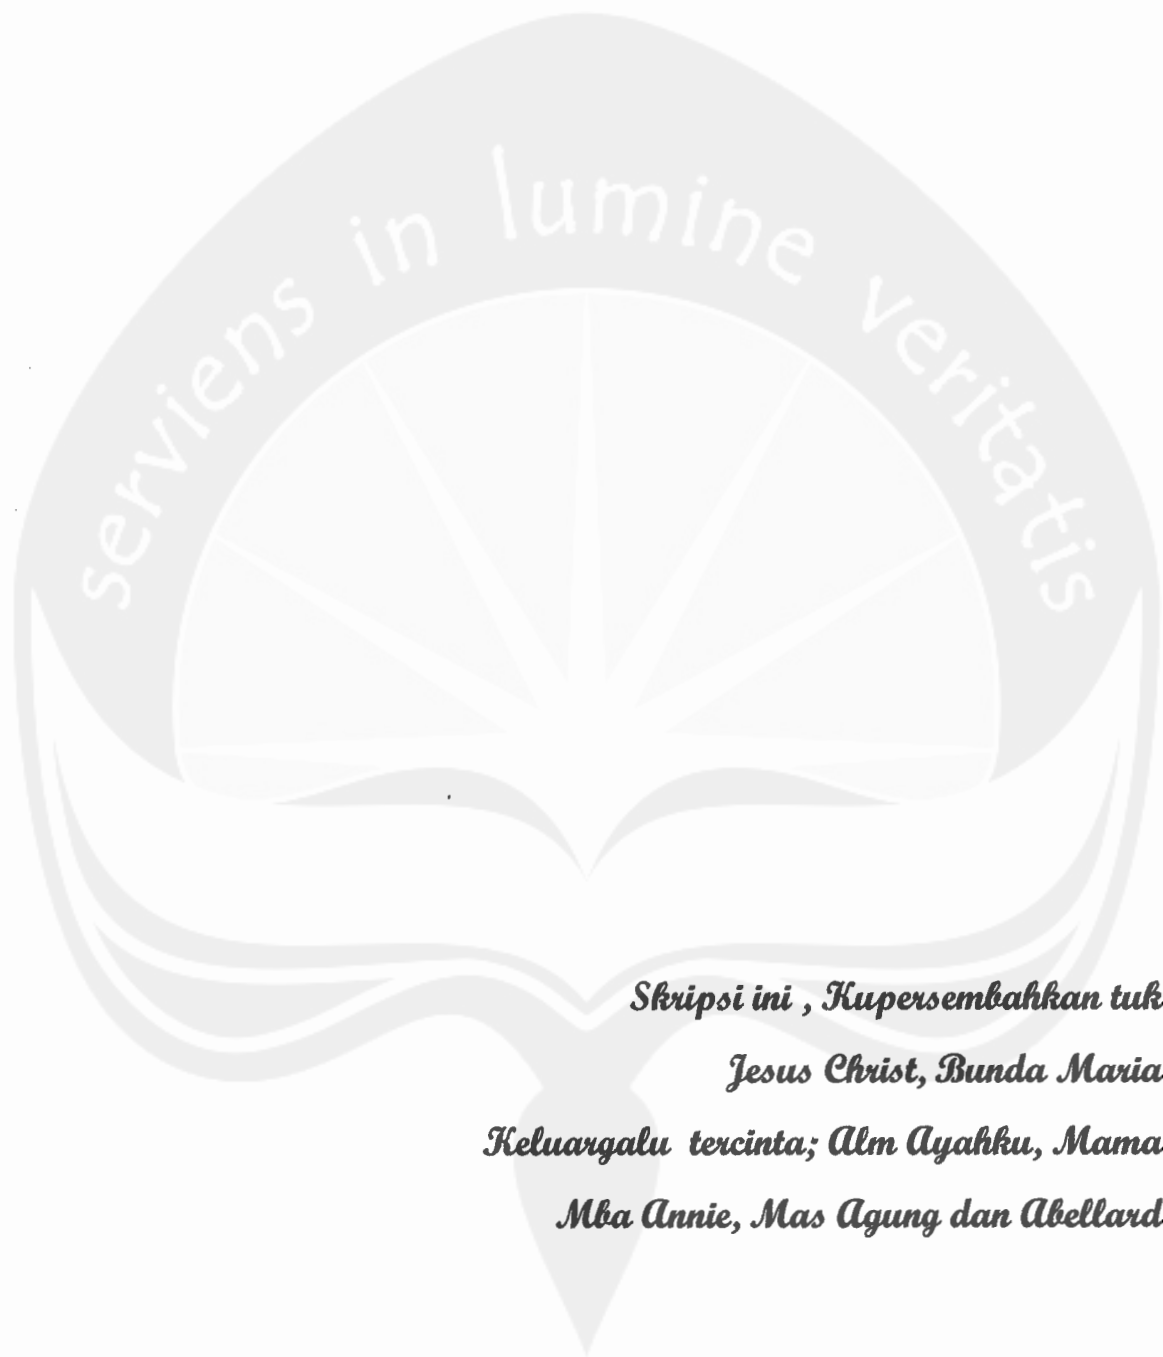 serviens in lumine veritatis
Skripsi ini , Kupersembahkan tuk
Jesus Christ, Bunda Maria
Keluargalu tercinta; Alm Ayahku, Mama
Mba Annie, Mas Agung dan Abellard